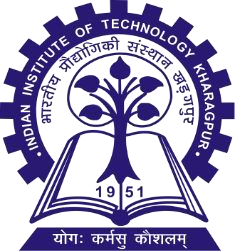 • INDIAN INSTITUTE OF TECHNOLOGY KHARAGPUR •
भारतीय प्रौद्योगिकी संस्थान खड़गपुर
1951
योगः कर्मसु कौशलम्